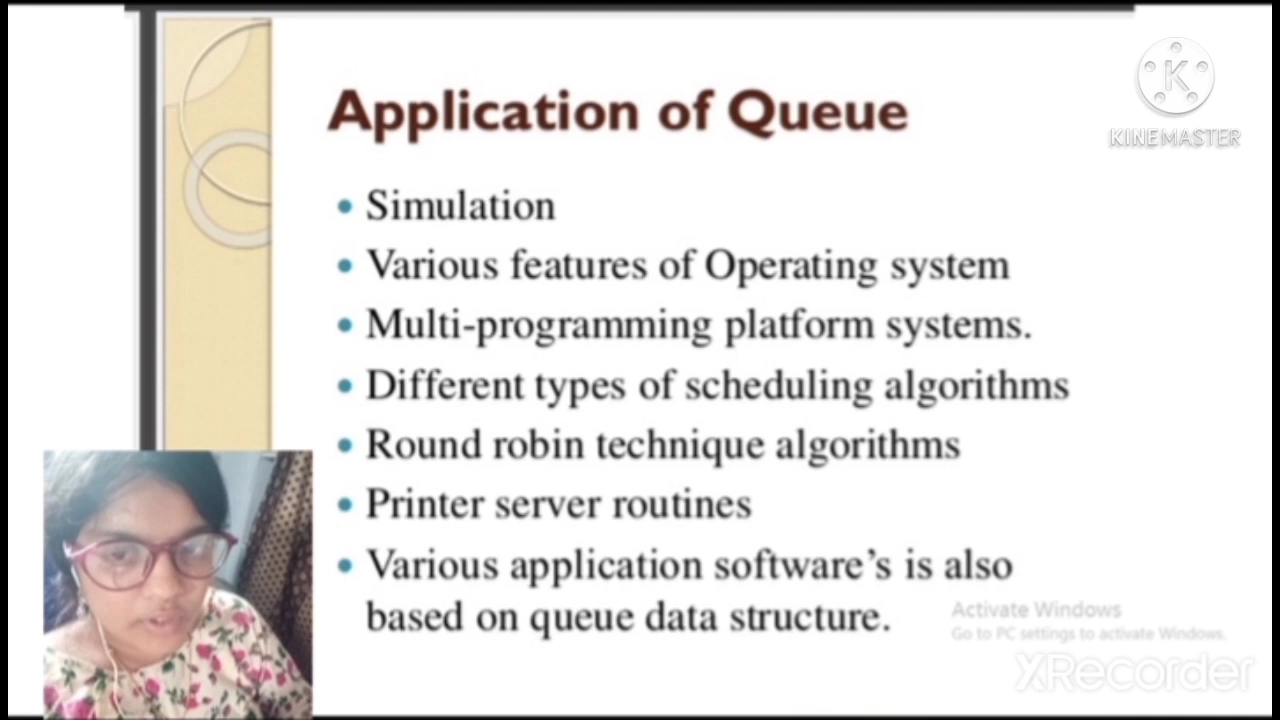 Application of Queue
K
KINEMASTER
Simulation
Various features of Operating system
Multi-programming platform systems.
Different types of scheduling algorithms
Round robin technique algorithms
Printer server routines
Various application software’s is also
based on queue data structure.
Activate Windows
Go to PC settings to activate Windows.
XRecorder